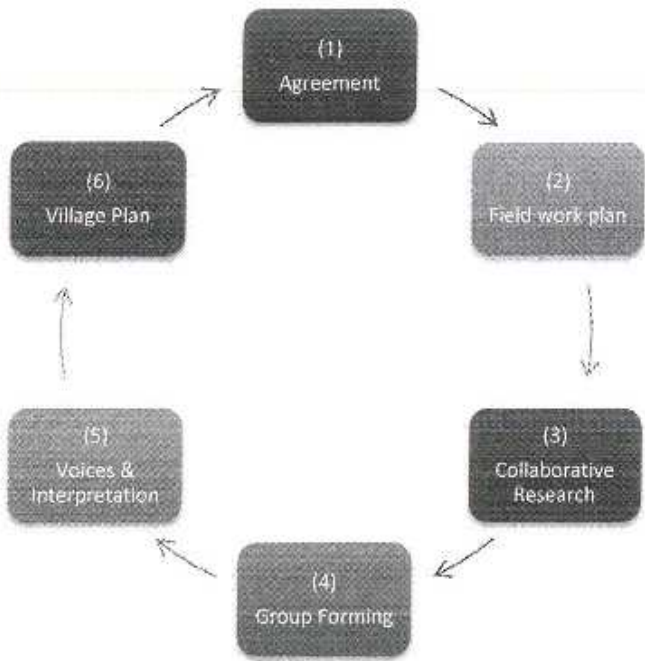 (1)
Agreement
(2)
Field work plan
(3)
Collaborative
Research
(4)
Group Forming
(5)
Voices &
Interpretation
(6)
Village Plan